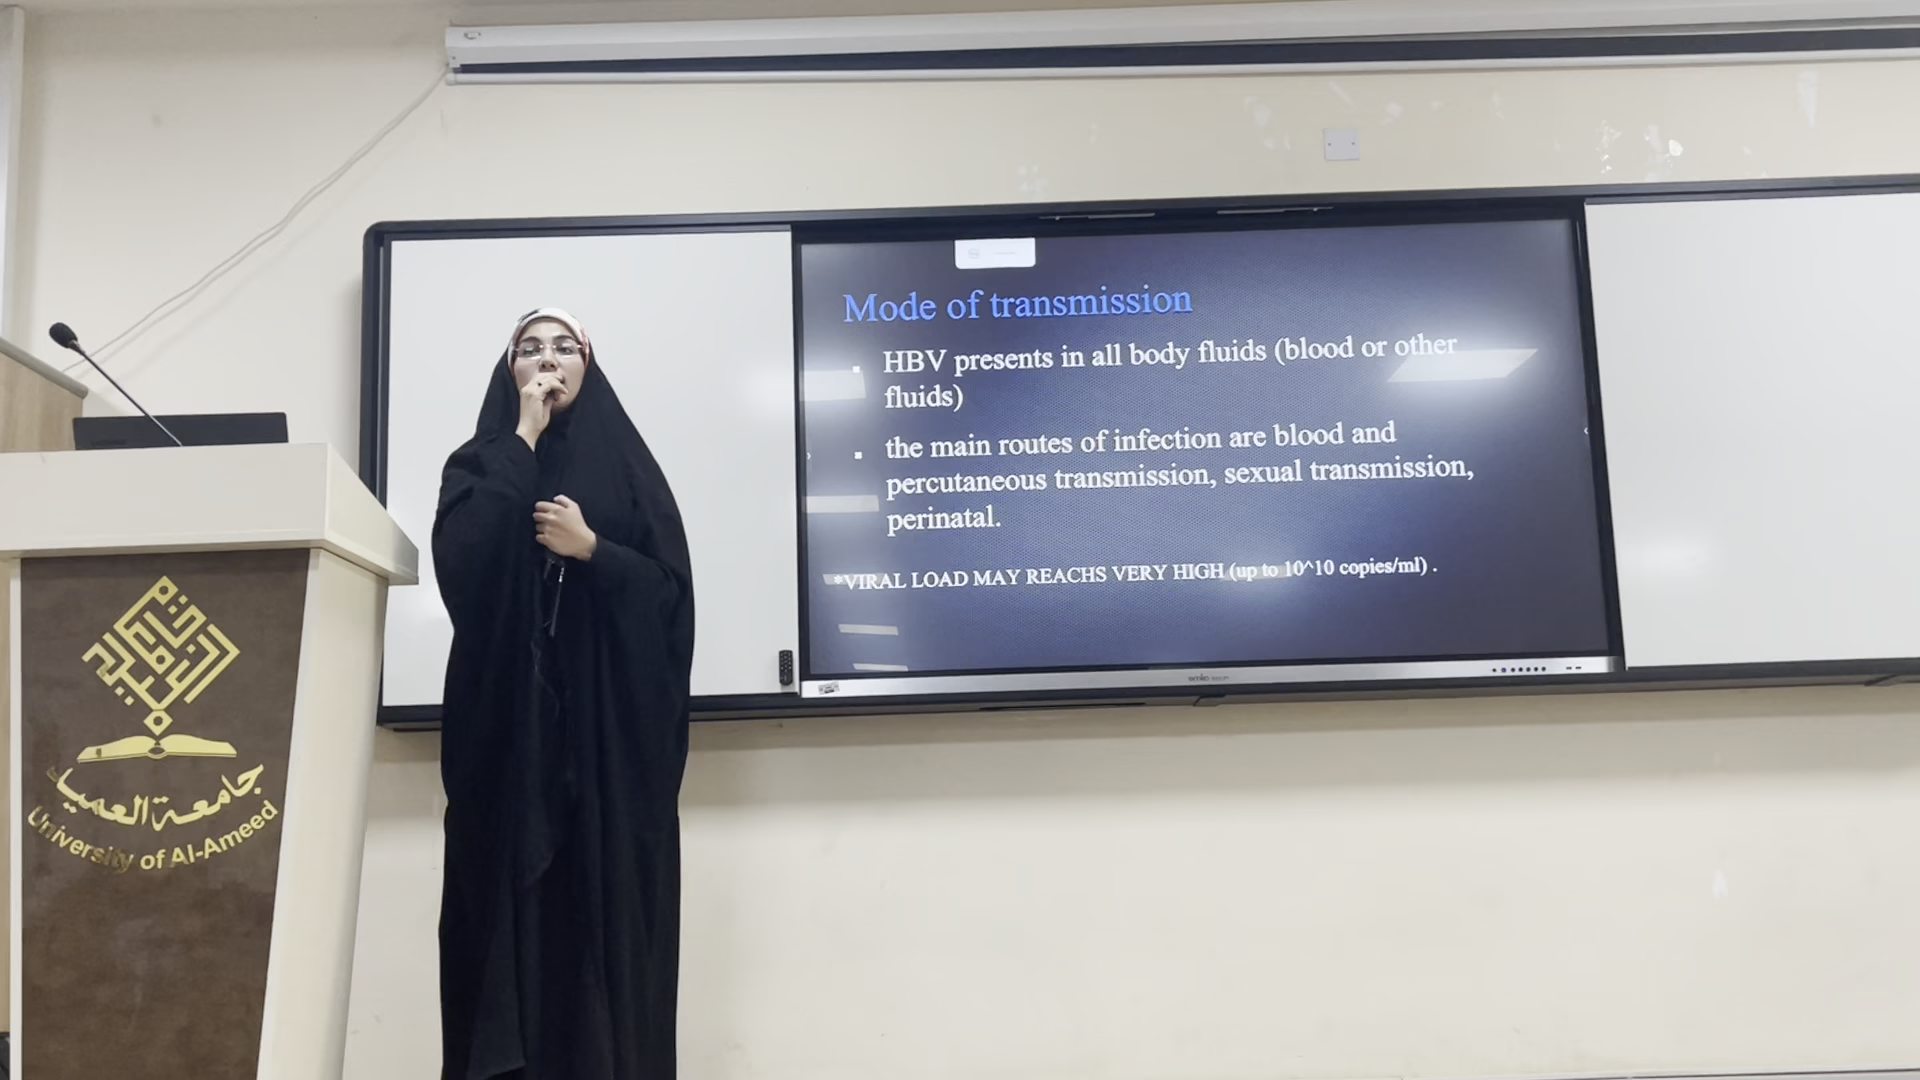 Mode of transmission
▪ HBV presents in all body fluids (blood or other
fluids)
▪ the main routes of infection are blood and
percutaneous transmission, sexual transmission,
perinatal.
*VIRAL LOAD MAY REACHS VERY HIGH (up to 10^10 copies/ml) .
جامعة العميد
University of Al-Ameed